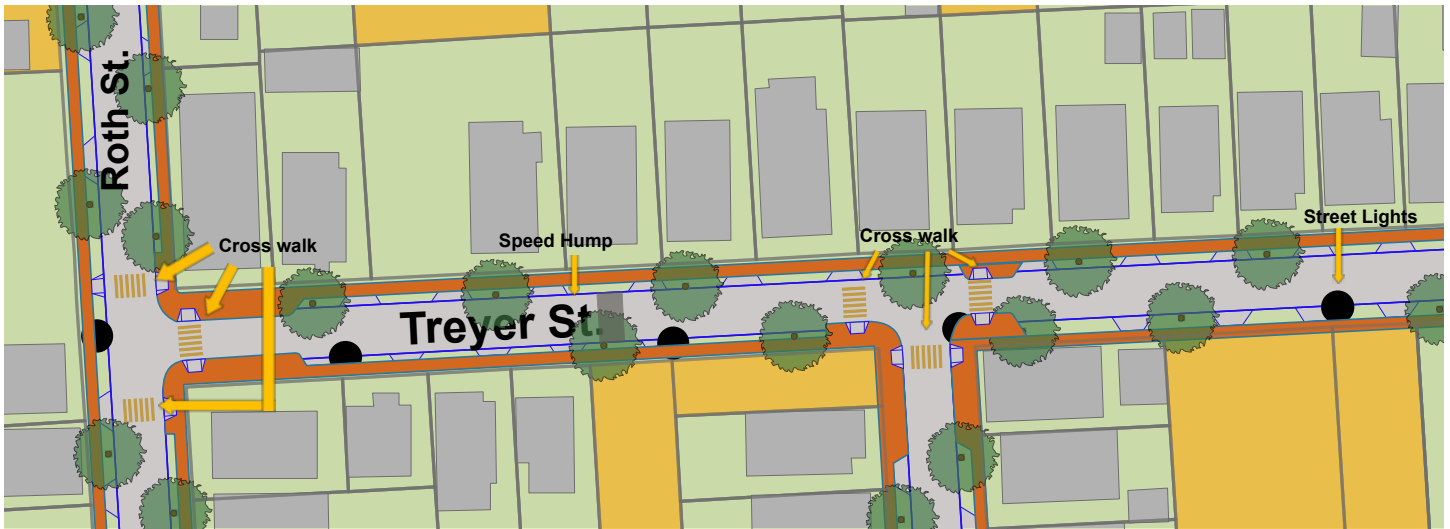 Roth St.
Cross walk
Speed Hump
Treyer St.
Cross walk
Street Lights